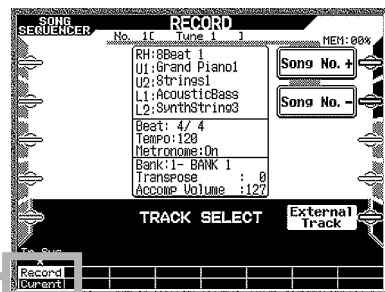 SONG RECORD
SEQUENCER No. 1[ Tune 1 ] MEM:00%
RH:8Beat 1
U1:Grand Piano1
U2:Strings1
L1:AcousticBass
L2:SynthString3
Song No.+
Song No.-
Beat: 4/ 4
Tempo:120
Metronome:On
Bank:1- BANK 1
Transpose : 0
Accomp Volume :127
TRACK SELECT
External
Track
Record
Curent